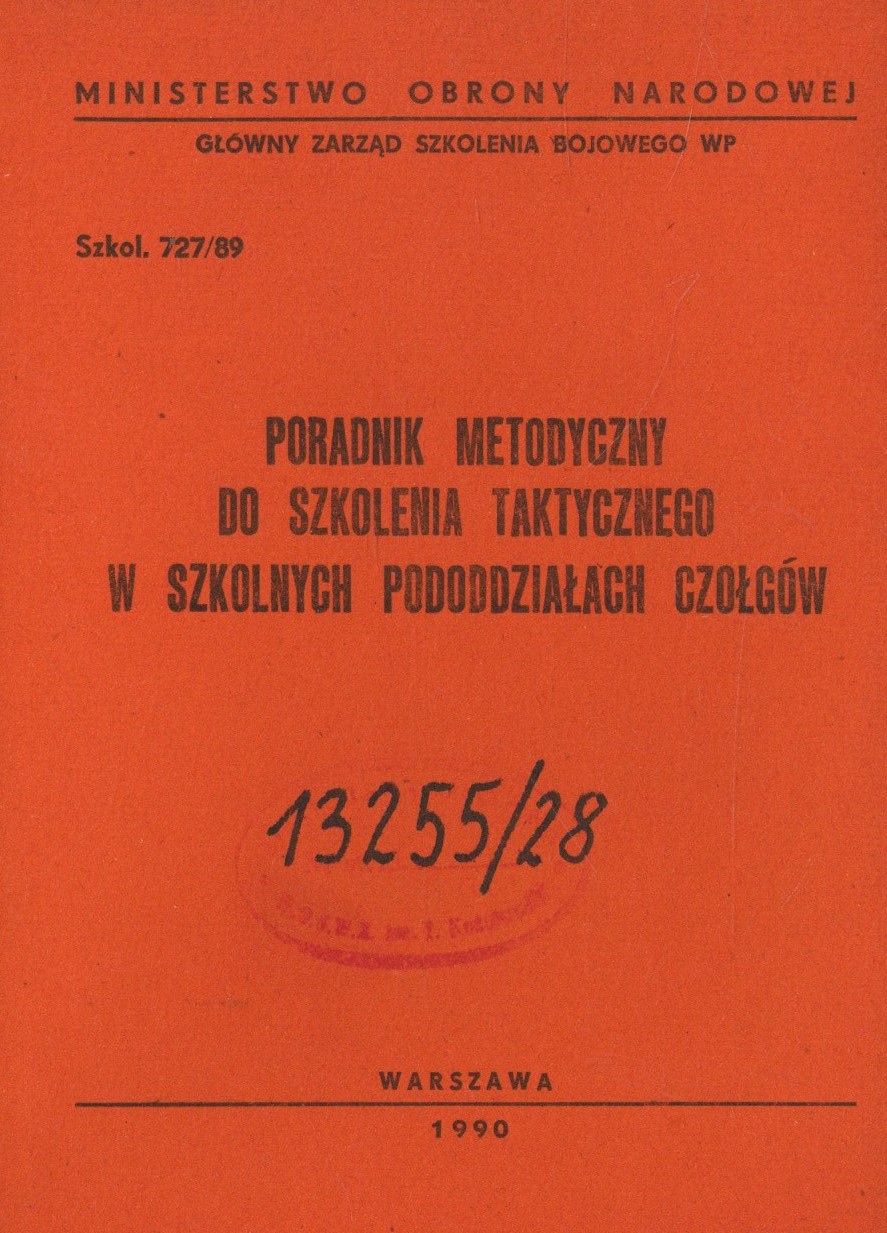 MINISTERSTWO OBRONY NARODOWEJ
GŁÓWNY ZARZĄD SZKOLENIA BOJOWEGO WP
Szkol. 727/89
PORADNIK METODYCZNY
DO SZKOLENIA TAKTYCZNEGO
W SZKOLNYCH PODODDZIAŁACH CZOŁGÓW
13255/28
WARSZAWA
1990